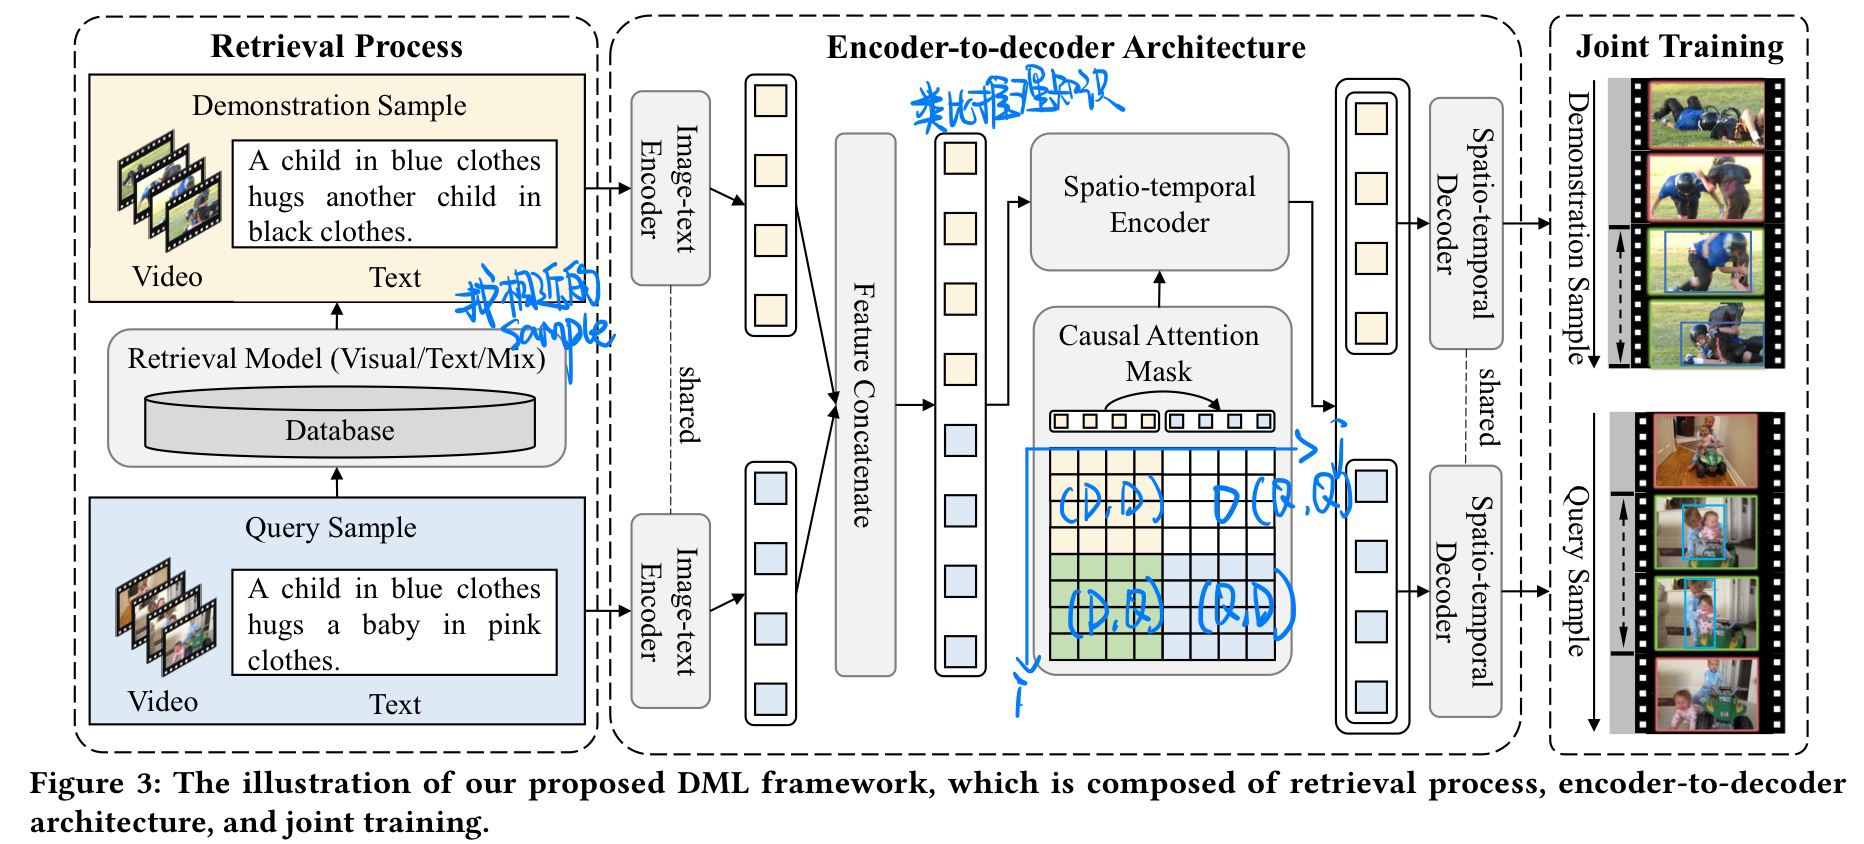 Retrieval Process
Demonstration Sample
A child in blue clothes
hugs another child in
black clothes.
Video
Text
相近的
sample
Retrieval Model (Visual/Text/Mix)
Database
Query Sample
A child in blue clothes
hugs a baby in pink
clothes.
Video
Text
Encoder-to-decoder Architecture
类比推理知识
Image-text
Encoder
shared
Image-text
Encoder
Feature Concatenate
Spatio-temporal
Encoder
Causal Attention
Mask
j
(D,D)
(Q,Q)
(D,Q)
(Q,D)
i
Spatio-temporal
Decoder
shared
Spatio-temporal
Decoder
Joint Training
Demonstration Sample
Query Sample
Figure 3: The illustration of our proposed DML framework, which is composed of retrieval process, encoder-to-decoder
architecture, and joint training.